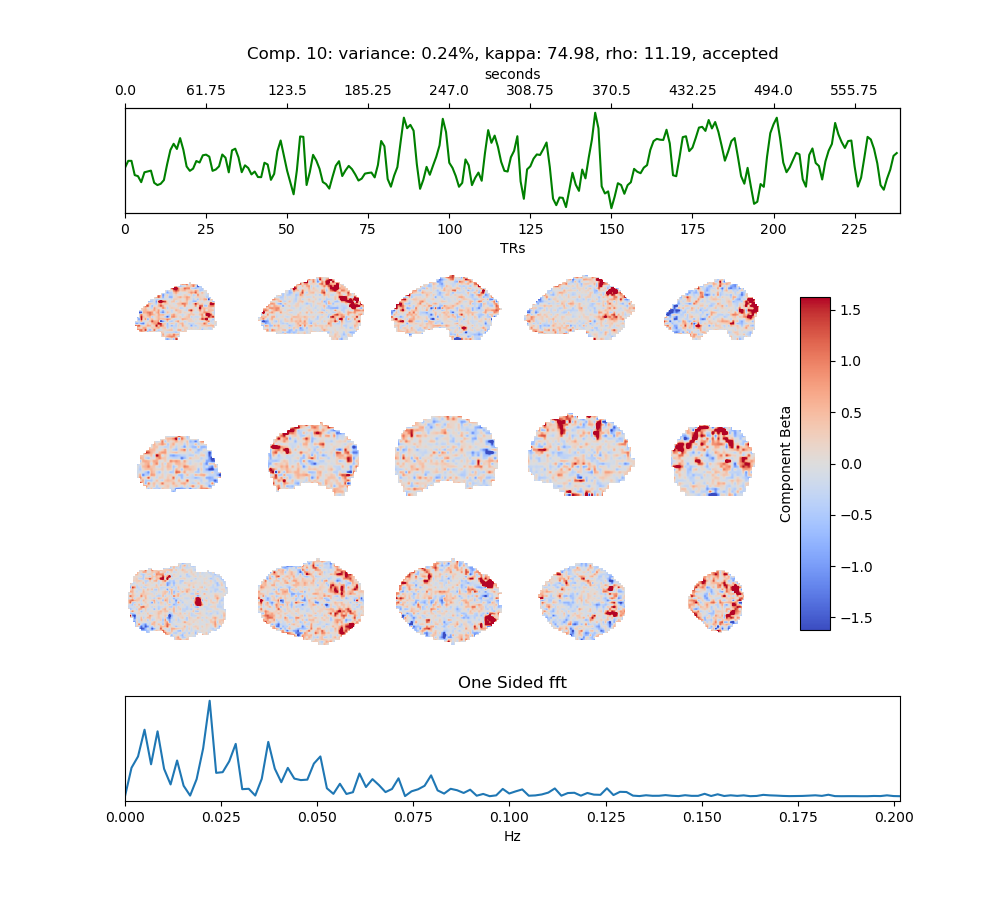 Comp. 10: variance: 0.24%, kappa: 74.98, rho: 11.19, accepted
seconds
0.0 61.75 123.5 185.25 247.0 308.75 370.5 432.25 494.0 555.75
0 25 50 75 100 125 150 175 200 225
TRs
1.5
1.0
0.5
0.0
−0.5
−1.0
−1.5
Component Beta
One Sided fft
0.000 0.025 0.050 0.075 0.100 0.125 0.150 0.175 0.200
Hz